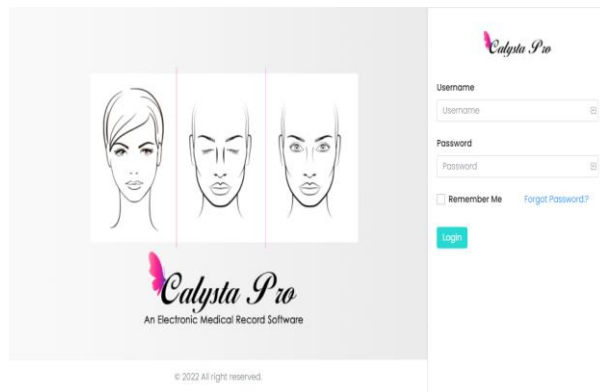 Calysta Pro
An Electronic Medical Record Software
© 2022 All right reserved.
Calysta Pro
Username
Username
Password
Password
Remember Me
Forgot Password?
Login